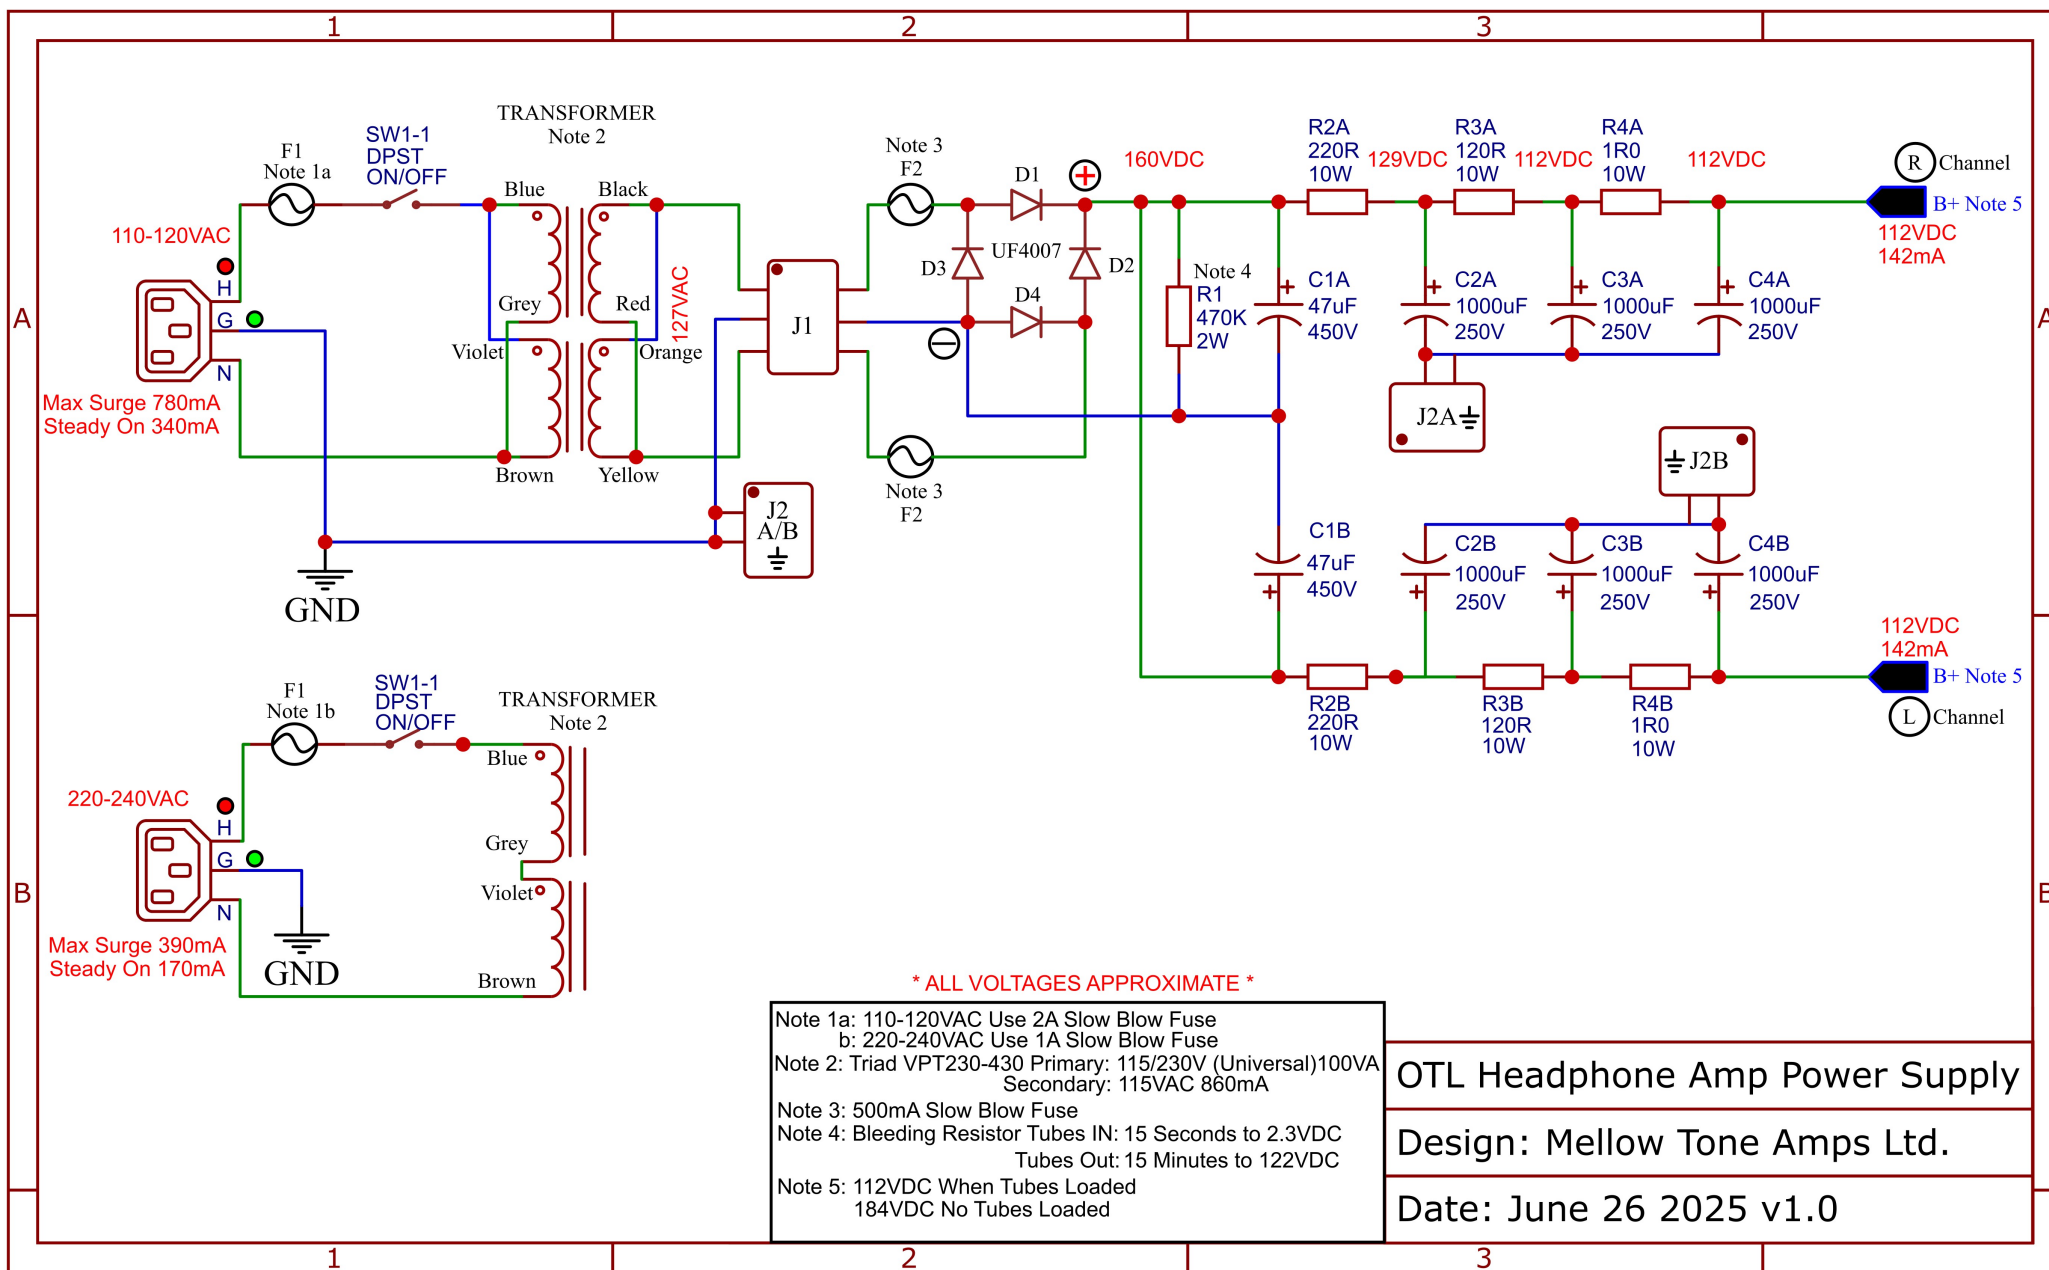 1
2
3
A
A
B
B
TRANSFORMER
Note 2
F1
Note 1a
SW1-1
DPST
ON/OFF
Blue
Black
Grey
Red
Violet
Orange
Brown
Yellow
127VAC
110-120VAC
H
G
N
Max Surge 780mA
Steady On 340mA
GND
J1
J2
A/B
Note 3
F2
Note 3
F2
D1
UF4007
D3
D2
D4
+
−
160VDC
Note 4
R1
470K
2W
R2A
220R
10W
129VDC
R3A
120R
10W
112VDC
R4A
1R0
10W
112VDC
R Channel
B+ Note 5
112VDC
142mA
+
C1A
47uF
450V
+
C2A
1000uF
250V
+
C3A
1000uF
250V
+
C4A
1000uF
250V
J2A
J2B
C1B
47uF
450V
+
C2B
1000uF
250V
+
C3B
1000uF
250V
+
C4B
1000uF
250V
+
112VDC
142mA
B+ Note 5
L Channel
R2B
220R
10W
R3B
120R
10W
R4B
1R0
10W
F1
Note 1b
SW1-1
DPST
ON/OFF
TRANSFORMER
Note 2
Blue
Grey
Violet
Brown
220-240VAC
H
G
N
Max Surge 390mA
Steady On 170mA
GND
* ALL VOLTAGES APPROXIMATE *
Note 1a: 110-120VAC Use 2A Slow Blow Fuse
b: 220-240VAC Use 1A Slow Blow Fuse
Note 2: Triad VPT230-430 Primary: 115/230V (Universal)100VA
Secondary: 115VAC 860mA
Note 3: 500mA Slow Blow Fuse
Note 4: Bleeding Resistor Tubes IN: 15 Seconds to 2.3VDC
Tubes Out: 15 Minutes to 122VDC
Note 5: 112VDC When Tubes Loaded
184VDC No Tubes Loaded
OTL Headphone Amp Power Supply
Design: Mellow Tone Amps Ltd.
Date: June 26 2025 v1.0
1
2
3